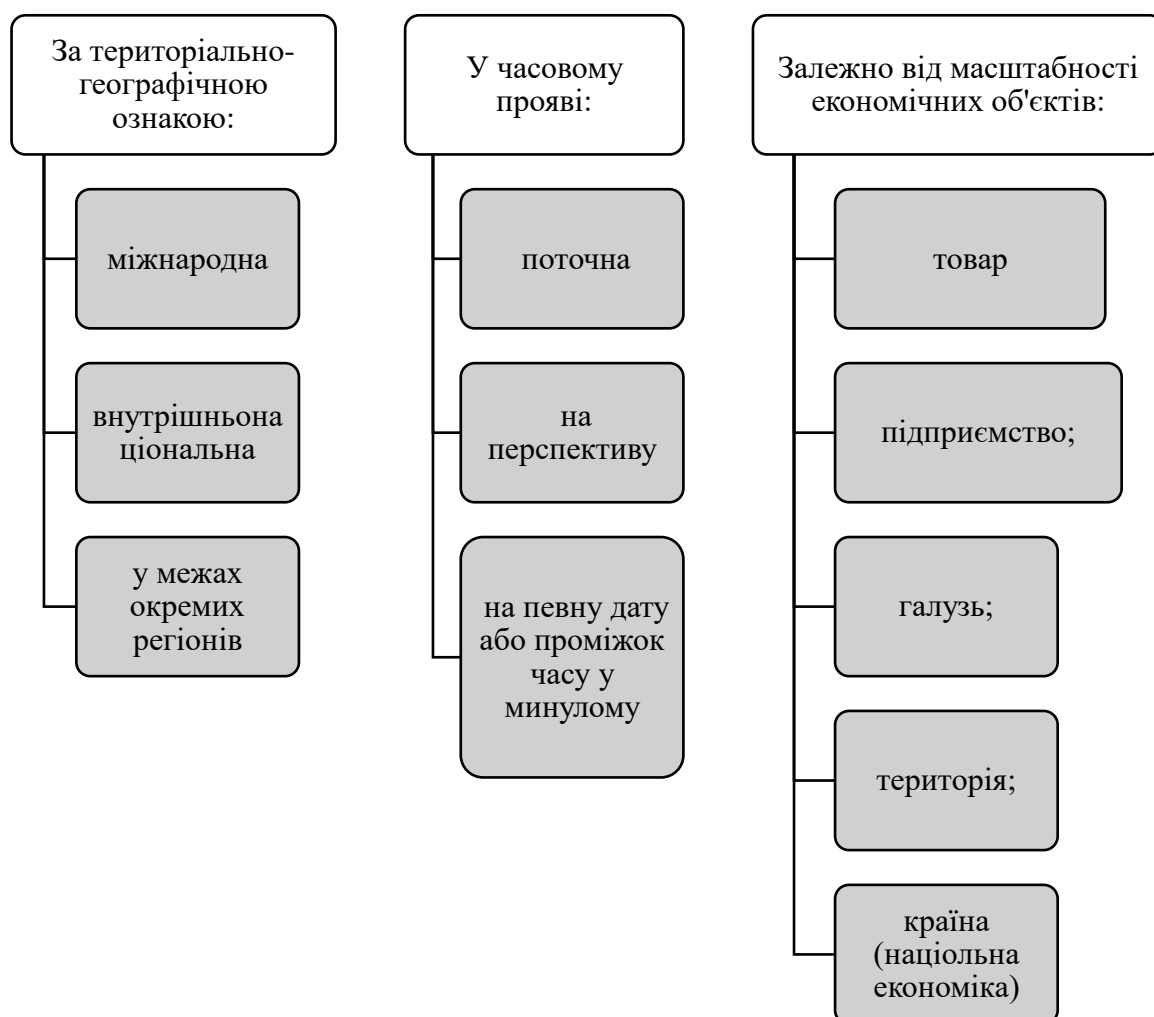 За територіально-
географічною
ознакою:
міжнародна
внутрішньона
ціональна
у межах
окремих
регіонів
У часовому
прояві:
поточна
на
перспективу
на певну дату
або проміжок
часу у
минулому
Залежно від масштабності
економічних об'єктів:
товар
підприємство;
галузь;
територія;
країна
(націольна
економіка)